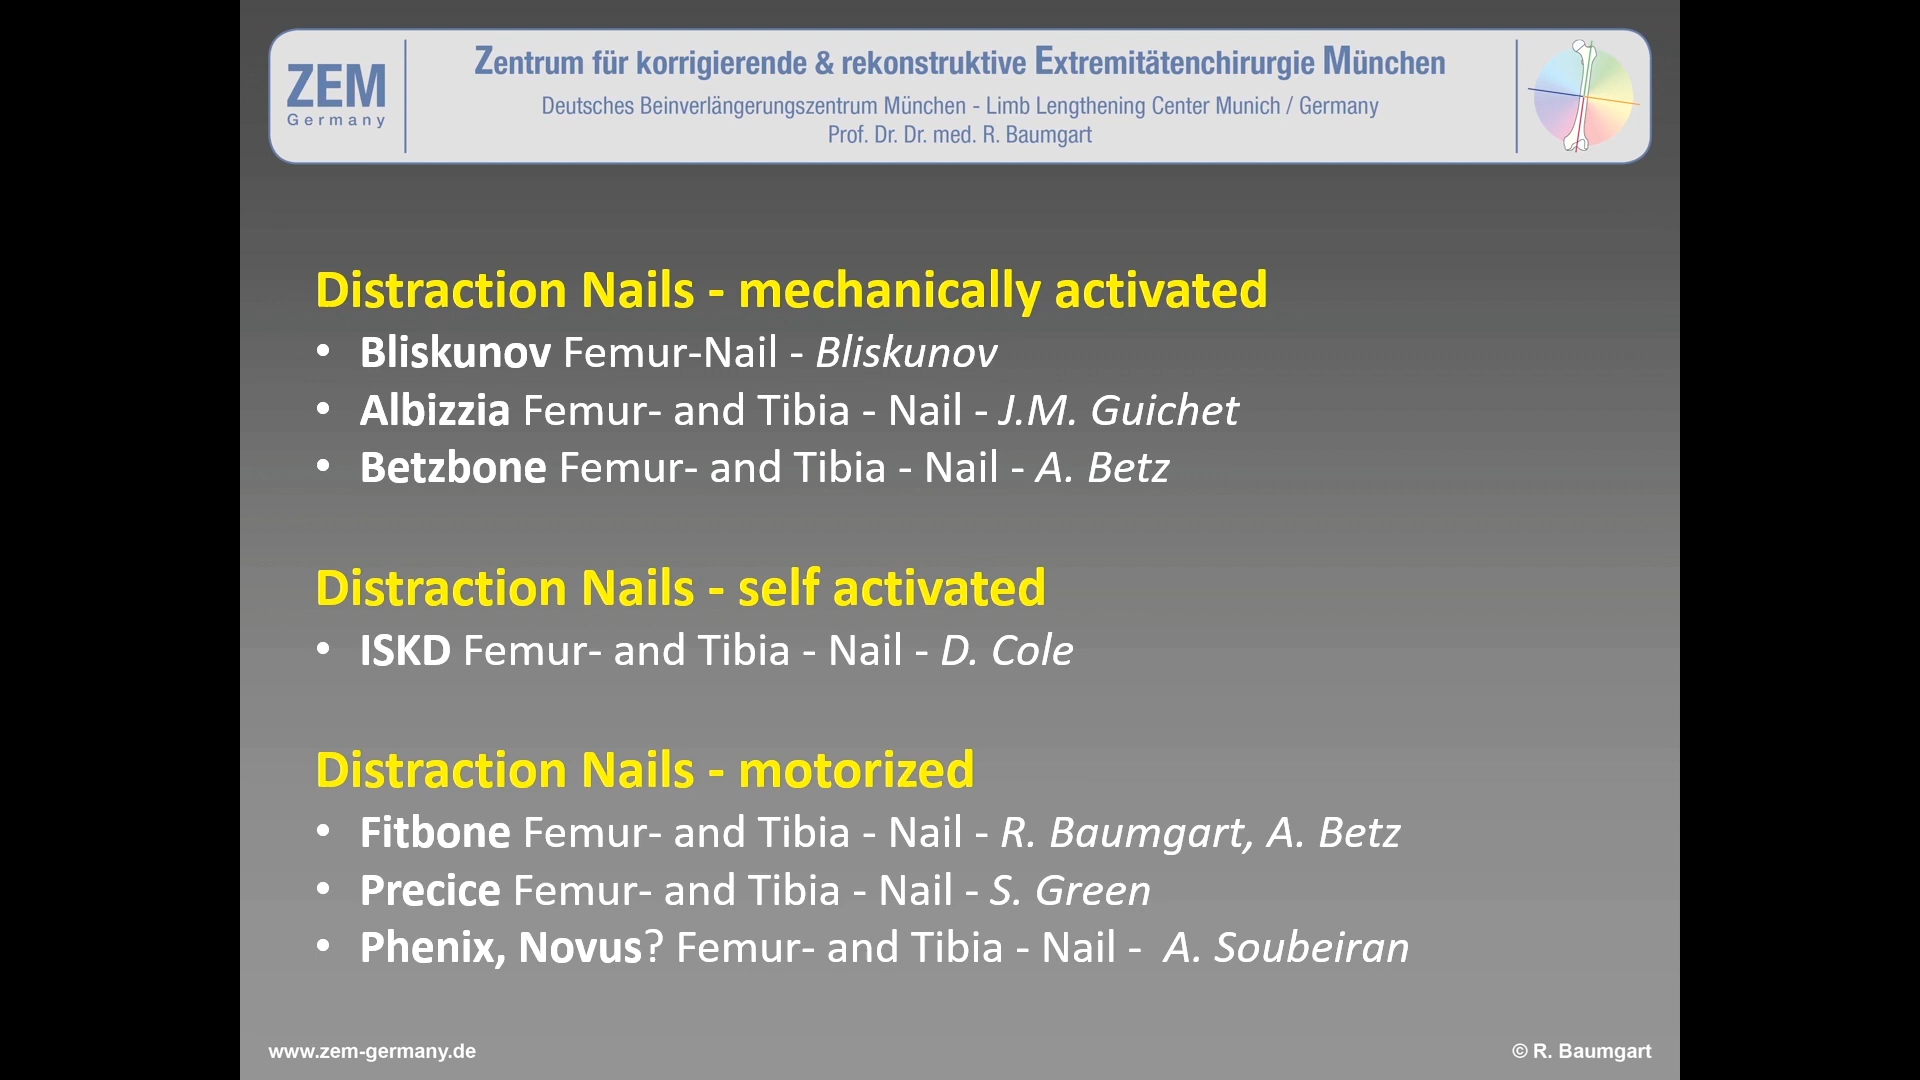 ZEM
Germany
Zentrum für korrigierende & rekonstruktive Extremitätenchirurgie München
Deutsches Beinverlängerungszentrum München - Limb Lengthening Center Munich / Germany
Prof. Dr. Dr. med. R. Baumgart
Distraction Nails - mechanically activated
• Bliskunov Femur-Nail - Bliskunov
• Albizzia Femur- and Tibia - Nail - J.M. Guichet
• Betzbone Femur- and Tibia - Nail - A. Betz
Distraction Nails - self activated
• ISKD Femur- and Tibia - Nail - D. Cole
Distraction Nails - motorized
• Fitbone Femur- and Tibia - Nail - R. Baumgart, A. Betz
• Precice Femur- and Tibia - Nail - S. Green
• Phenix, Novus? Femur- and Tibia - Nail - A. Soubeiran
www.zem-germany.de
© R. Baumgart